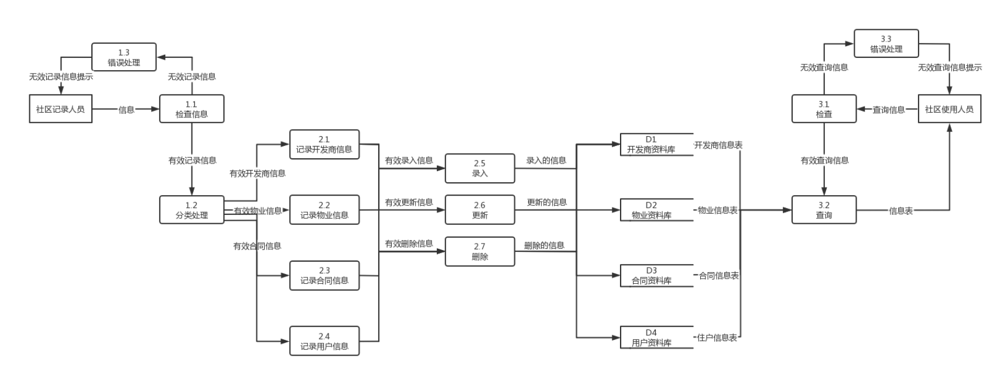 1.3
错误处理
无效记录信息提示
无效记录信息
社区记录人员
信息
1.1
检查信息
有效记录信息
1.2
分类处理
有效开发商信息
有效物业信息
有效合同信息
2.1
记录开发商信息
2.2
记录物业信息
2.3
记录合同信息
2.4
记录用户信息
有效录入信息
有效更新信息
有效删除信息
2.5
录入
2.6
更新
2.7
删除
录入的信息
更新的信息
删除的信息
D1
开发商资料库
D2
物业资料库
D3
合同资料库
D4
用户资料库
开发商信息表
物业信息表
合同信息表
住户信息表
3.3
错误处理
无效查询信息
无效查询信息提示
3.1
检查
查询信息
社区使用人员
有效查询信息
3.2
查询
信息表